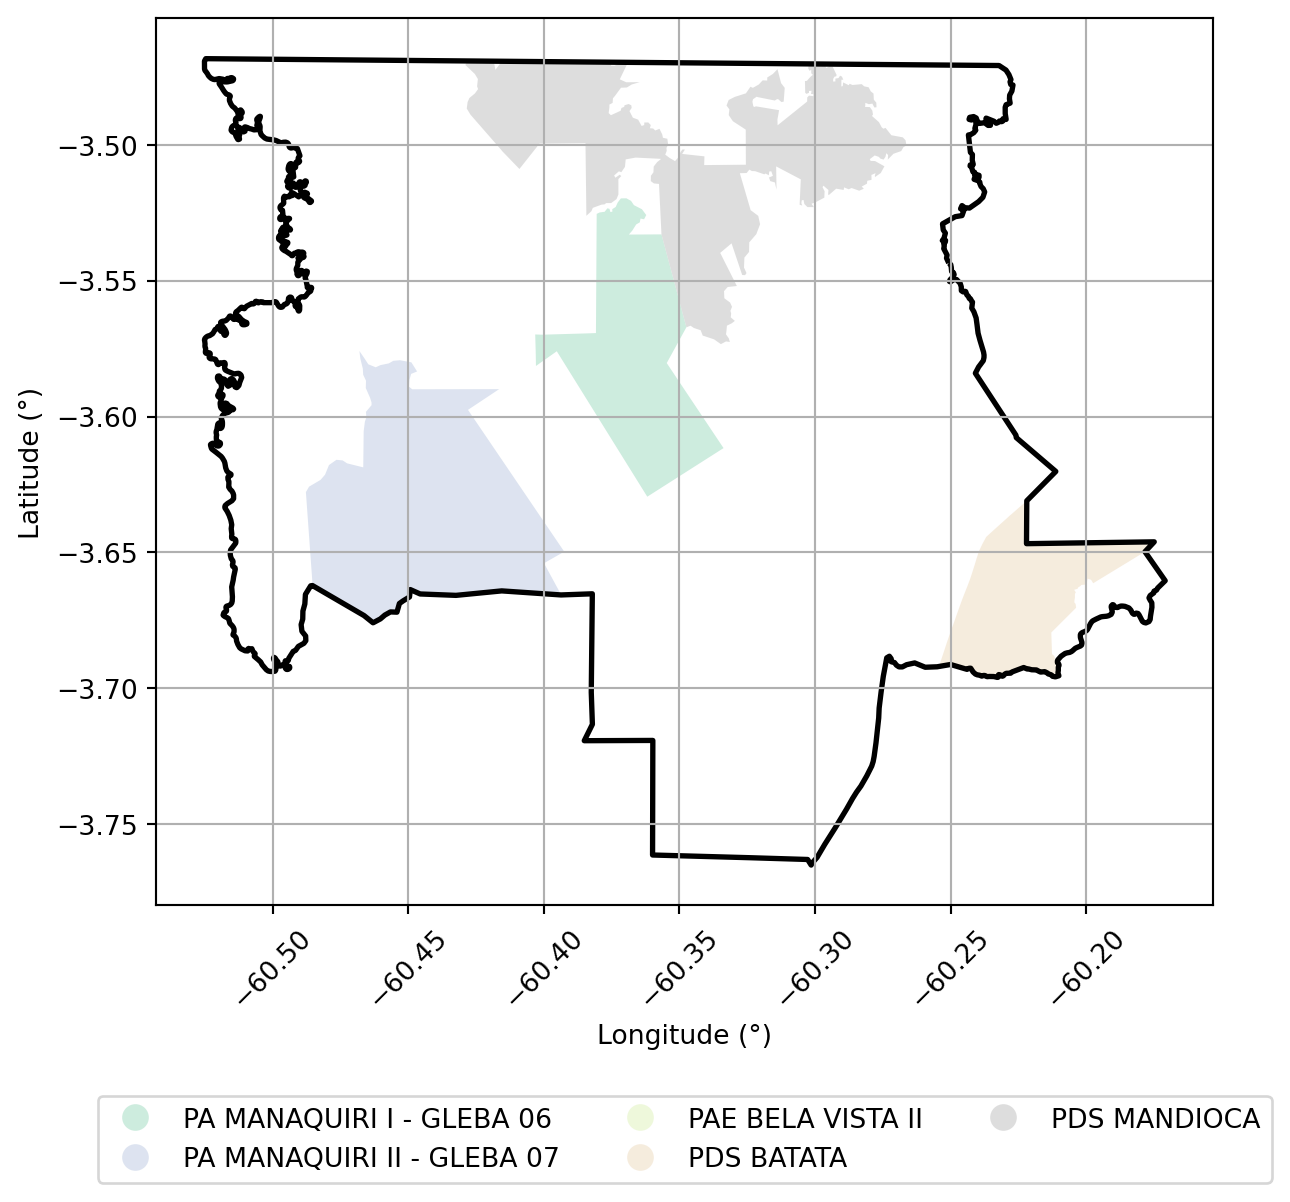 −3.50
−3.55
−3.60
−3.65
−3.70
−3.75
Latitude (°)
−60.50
−60.45
−60.40
−60.35
−60.30
−60.25
−60.20
Longitude (°)
PA MANAQUIRI I - GLEBA 06
PA MANAQUIRI II - GLEBA 07
PAE BELA VISTA II
PDS BATATA
PDS MANDIOCA